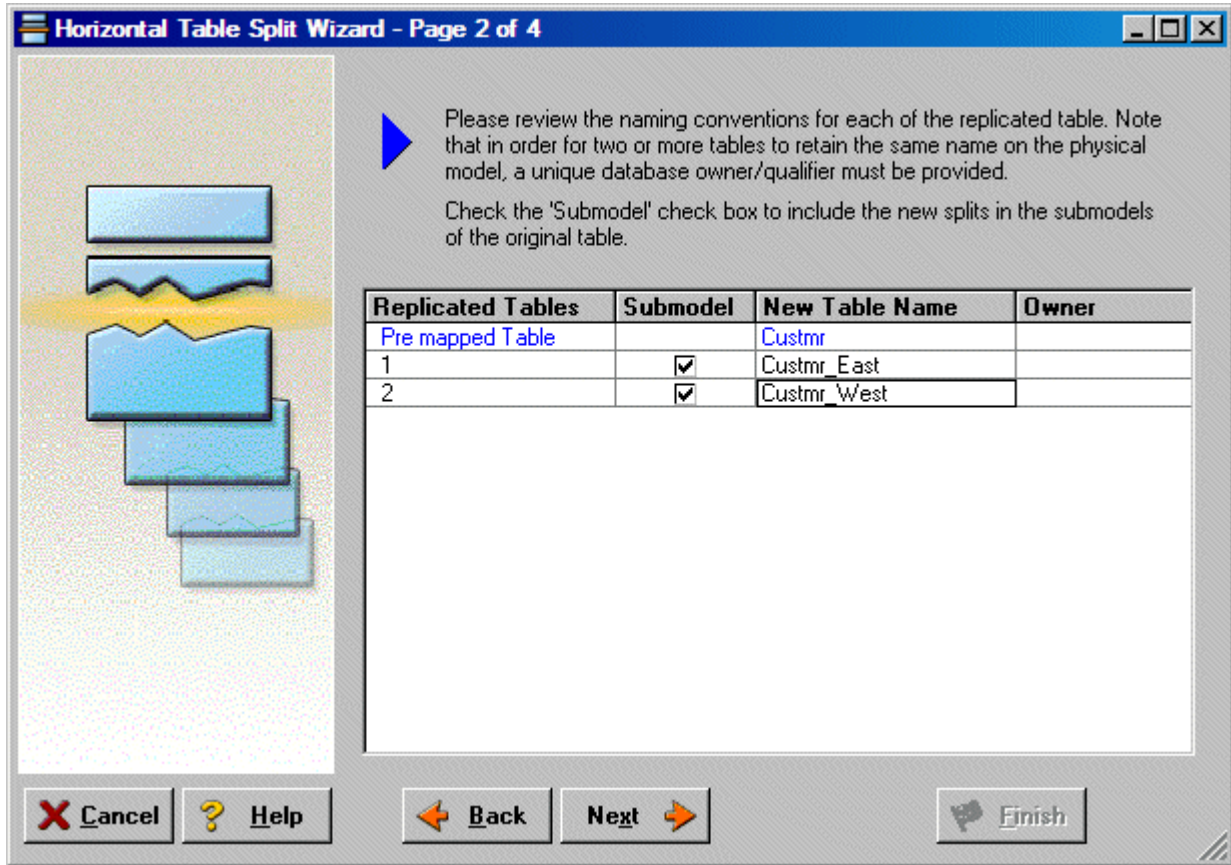 Horizontal Table Split Wizard - Page 2 of 4
Please review the naming conventions for each of the replicated table. Note
that in order for two or more tables to retain the same name on the physical
model, a unique database owner/qualifier must be provided.
Check the 'Submodel' check box to include the new splits in the submodels
of the original table.
Replicated Tables Submodel New Table Name Owner
Pre mapped Table Custmr
1 Custmr_East
2 Custmr_West
Cancel Help Back Next Finish